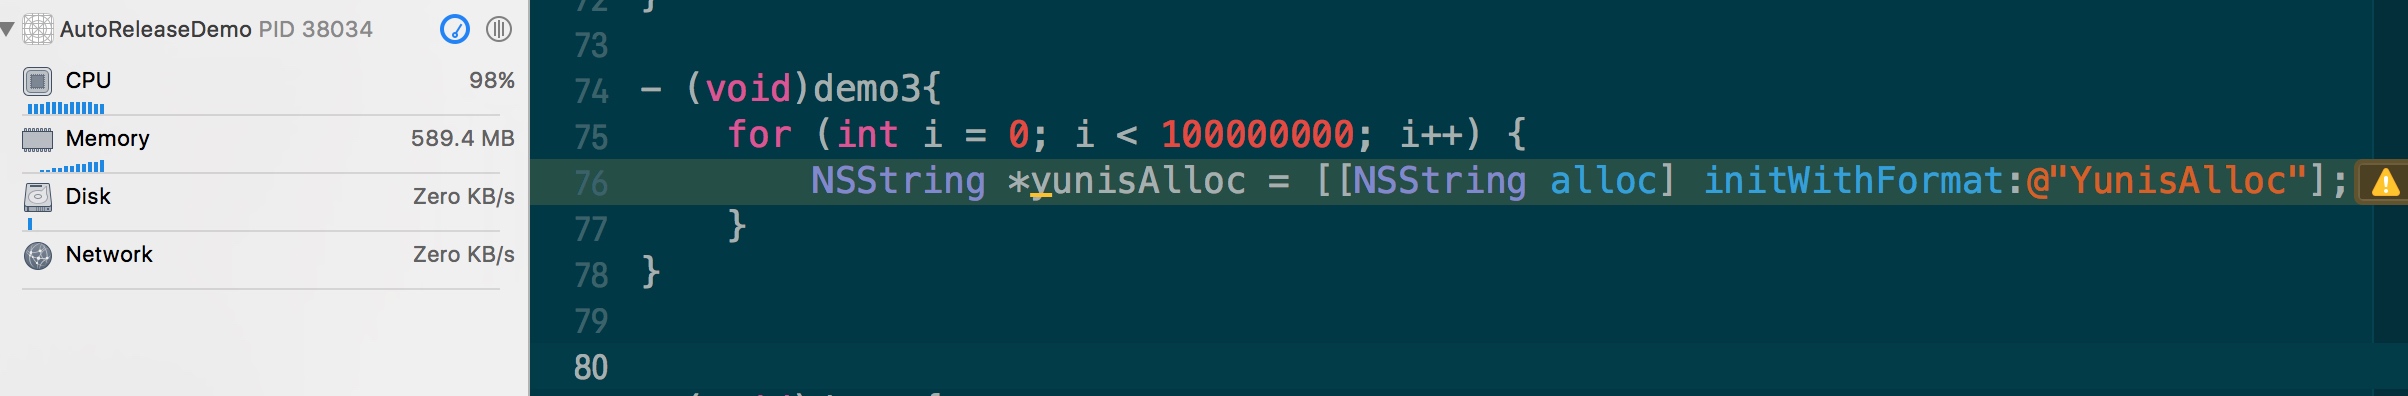 AutoReleaseDemo PID 38034
CPU 98%
Memory 589.4 MB
Disk Zero KB/s
Network Zero KB/s
72 }
73
74 - (void)demo3{
75 for (int i = 0; i < 100000000; i++) {
76 NSString *yunisAlloc = [[NSString alloc] initWithFormat:@"YunisAlloc"];
77 }
78 }
79
80